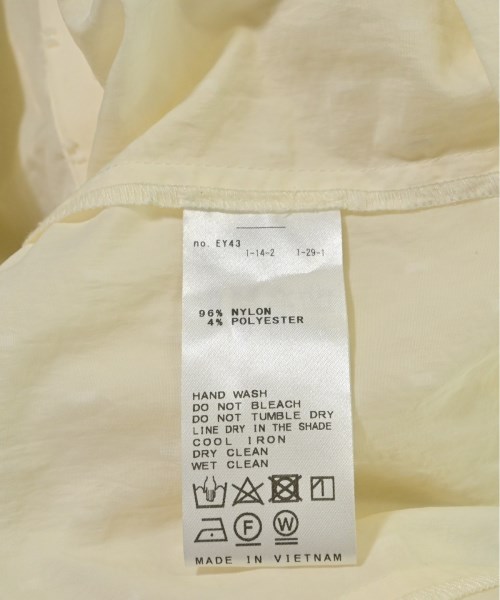 no. EY43
1-14-2 1-29-1
96% NYLON
4% POLYESTER
HAND WASH
DO NOT BLEACH
DO NOT TUMBLE DRY
LINE DRY IN THE SHADE
COOL IRON
DRY CLEAN
WET CLEAN
F W
MADE IN VIETNAM